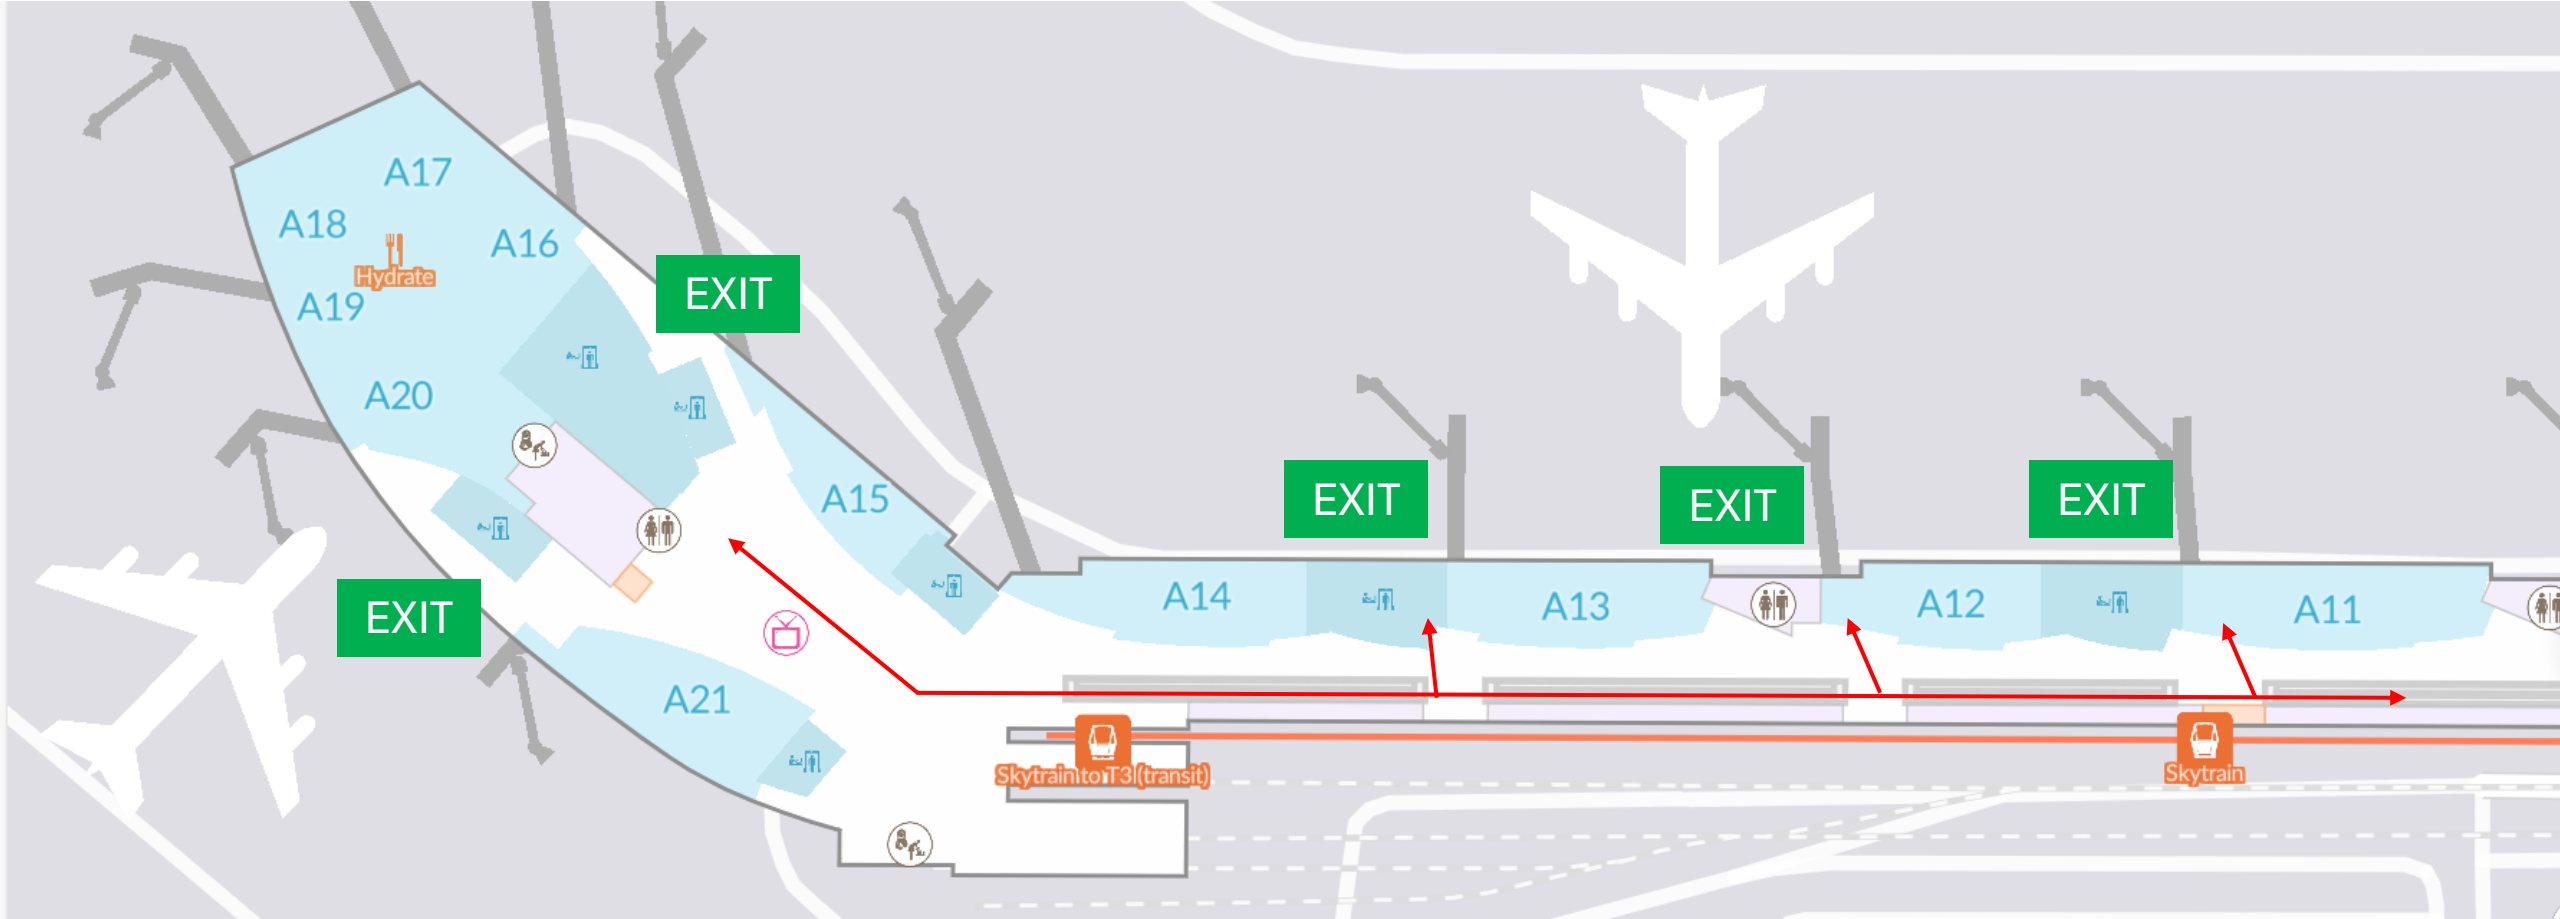 A17
A18
A16
Hydrate
EXIT
A19
A20
A15
EXIT
EXIT
EXIT
EXIT
A14
A13
A12
A11
A21
Skytrain to T3 (transit)
Skytrain